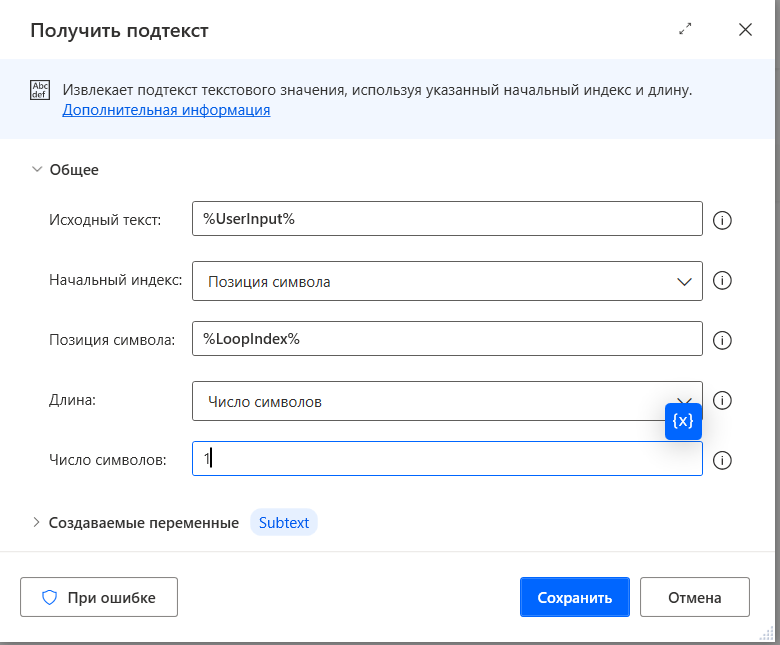 Получить подтекст
Abc
def
Извлекает подтекст текстового значения, используя указанный начальный индекс и длину.
Дополнительная информация
Общее
Исходный текст: %UserInput%
Начальный индекс: Позиция символа
Позиция символа: %LoopIndex%
Длина: Число символов
{x}
Число символов: 1
Создаваемые переменные Subtext
При ошибке Сохранить Отмена